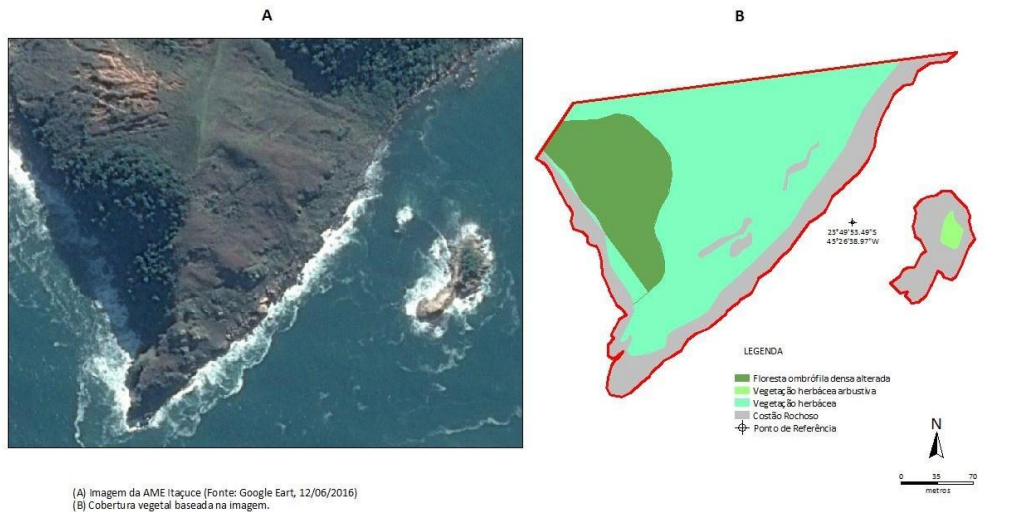 A
B
23°49'53.49"S
45°26'38.97"W
LEGENDA
Floresta ombrófila densa alterada
Vegetação herbácea arbustiva
Vegetação herbácea
Costão Rochoso
Ponto de Referência
N
0 35 70
metros
(A) Imagem da AME Itaçuce (Fonte: Google Eart, 12/06/2016)
(B) Cobertura vegetal baseada na imagem.